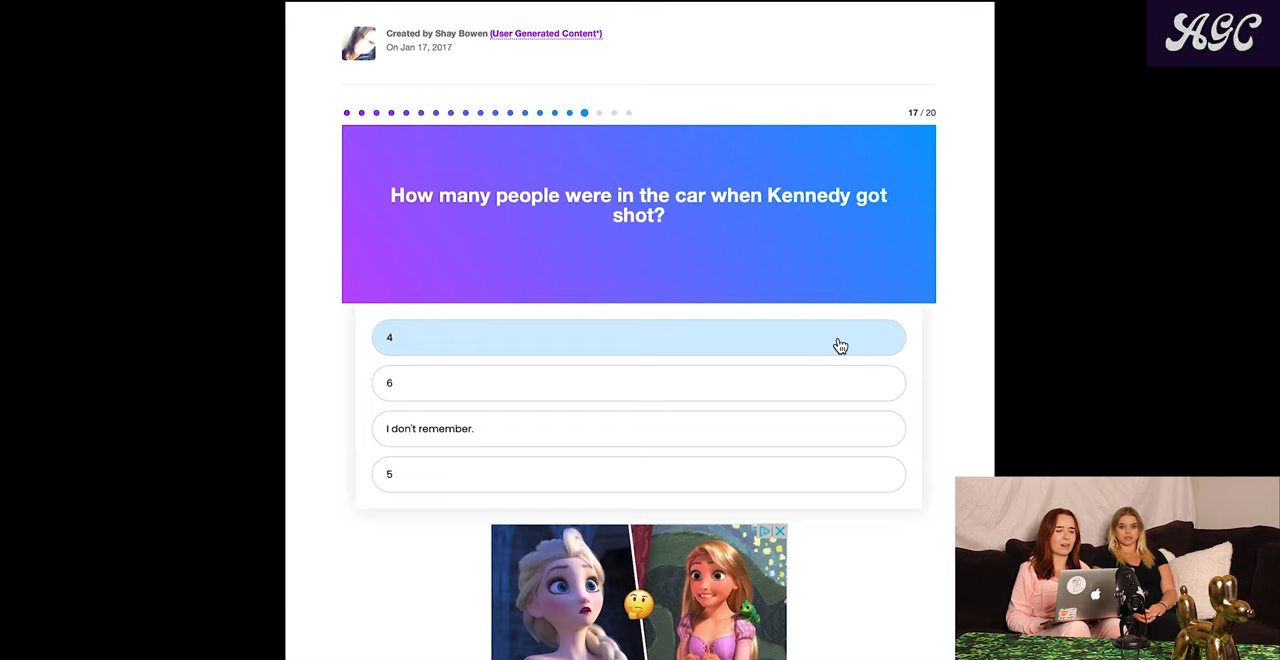 AGC
Created by Shay Bowen (User Generated Content*)
On Jan 17, 2017
17 / 20
How many people were in the car when Kennedy got
shot?
4
6
I don't remember.
5